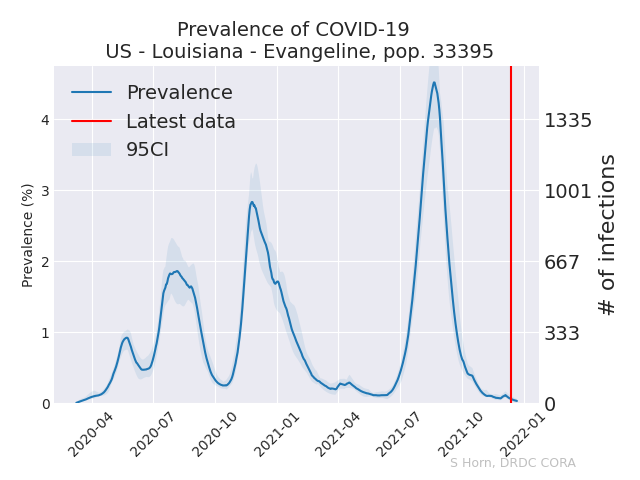 Prevalence of COVID-19
US - Louisiana - Evangeline, pop. 33395
Prevalence
Latest data
95CI
Prevalence (%)
4
3
2
1
0
1335
1001
667
333
0
# of infections
2020-04
2020-07
2020-10
2021-01
2021-04
2021-07
2021-10
2022-01
S Horn, DRDC CORA